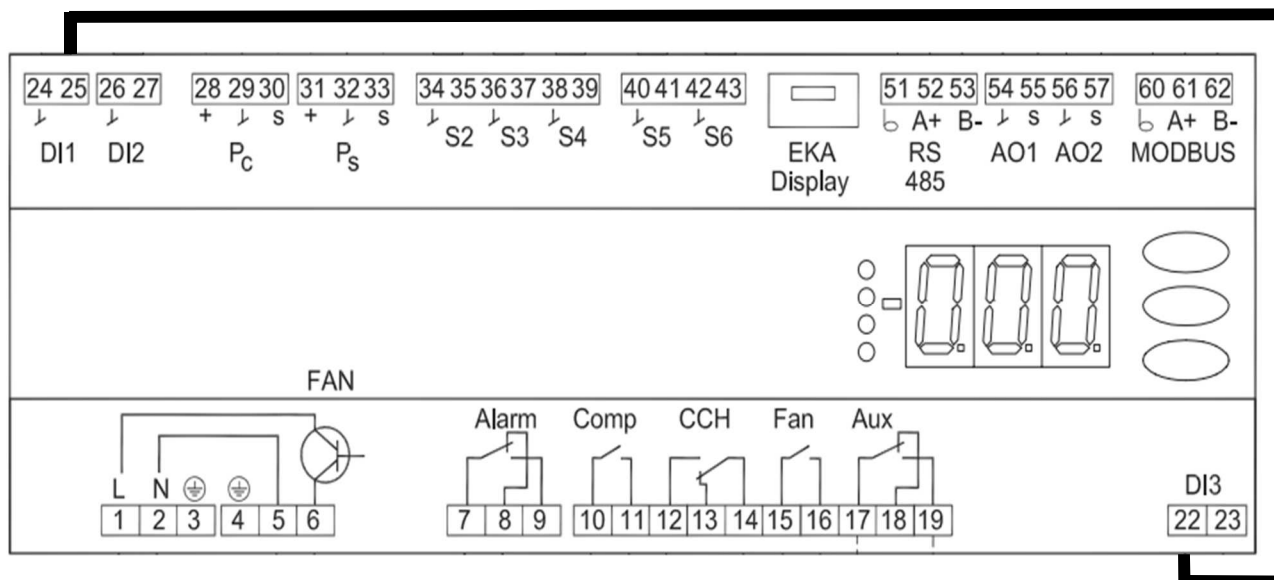 24 25 26 27 28 29 30 31 32 33 34 35 36 37 38 39 40 41 42 43 51 52 53 54 55 56 57 60 61 62
+ s + s S2 S3 S4 S5 S6 A+ B- s s A+ B-
DI1 DI2 PC PS EKA RS AO1 AO2 MODBUS
Display 485
000
FAN
Alarm Comp CCH Fan Aux
L N DI3
1 2 3 4 5 6 7 8 9 10 11 12 13 14 15 16 17 18 19 22 23